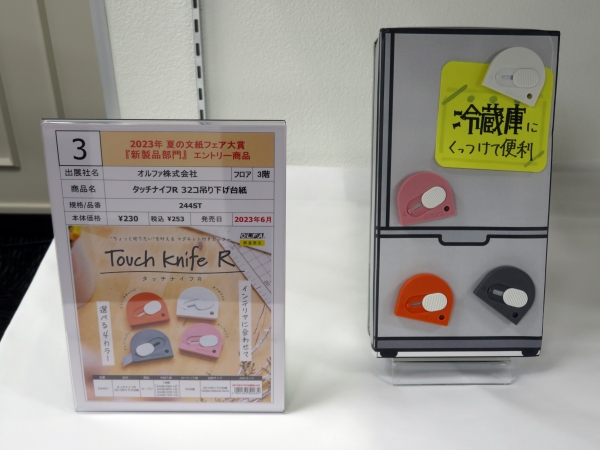 3
2023年 夏の文紙フェア大賞
『新製品部門』 エントリー商品
出展社名 オルファ株式会社 フロア 3階
商品名 タッチナイフR 32コ吊り下げ台紙
規格/品番 244ST
本体価格 ¥230 税込 ¥253 発売日 2023年6月
OLFA
Touch Knife R
タッチナイフR
選べる4カラー
インテリアに合わせて
冷蔵庫に
くっつけて便利